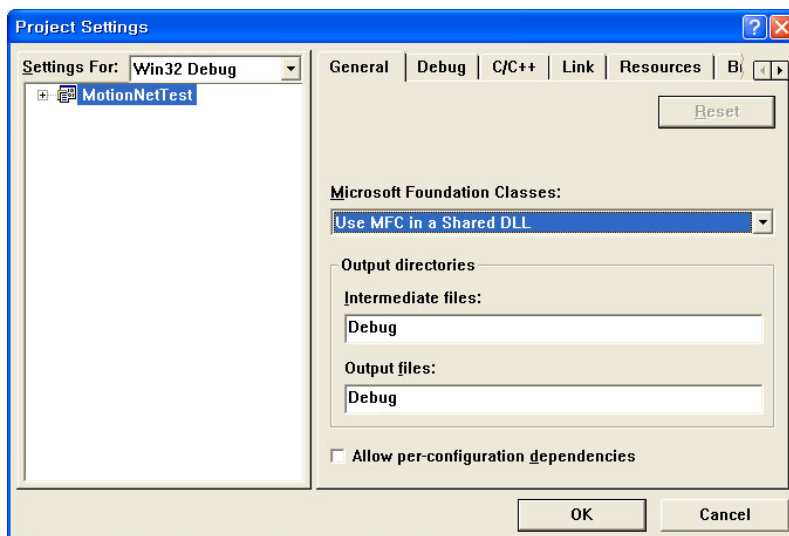 Project Settings
Settings For: Win32 Debug
MotionNetTest
General Debug C/C++ Link Resources
Reset
Microsoft Foundation Classes:
Use MFC in a Shared DLL
Output directories
Intermediate files:
Debug
Output files:
Debug
Allow per-configuration dependencies
OK Cancel